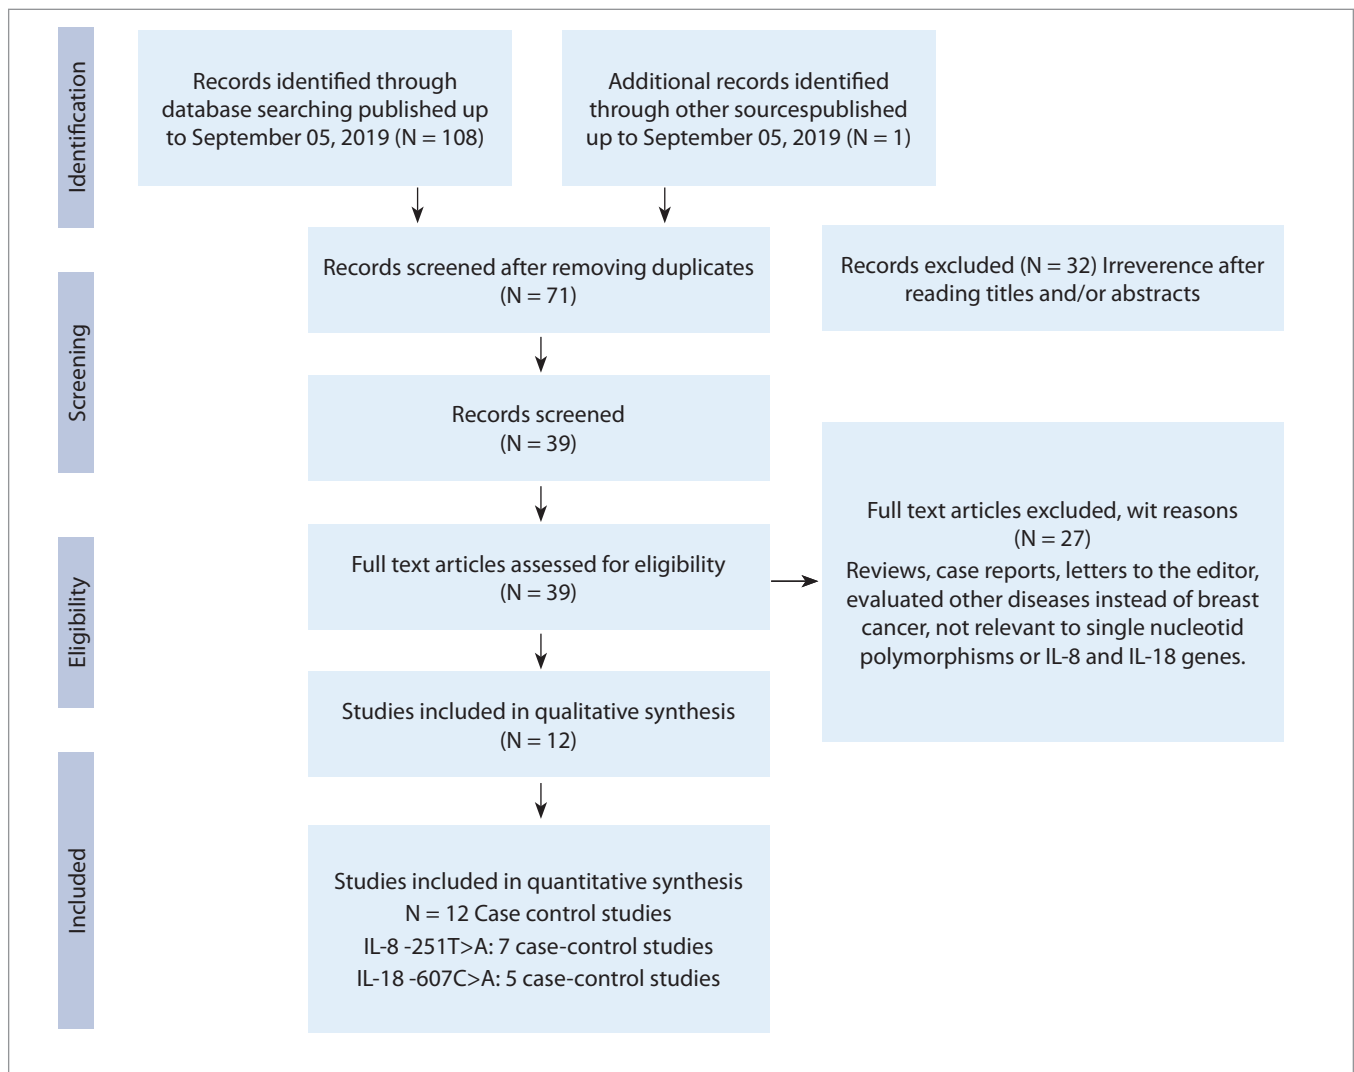 Identification
Records identified through
database searching published up
to September 05, 2019 (N = 108)
Additional records identified
through other sourcespublished
up to September 05, 2019 (N = 1)
Screening
Records screened after removing duplicates
(N = 71)
Records excluded (N = 32) Irreverence after
reading titles and/or abstracts
Records screened
(N = 39)
Eligibility
Full text articles assessed for eligibility
(N = 39)
Full text articles excluded, wit reasons
(N = 27)
Reviews, case reports, letters to the editor,
evaluated other diseases instead of breast
cancer, not relevant to single nucleotid
polymorphisms or IL-8 and IL-18 genes.
Studies included in qualitative synthesis
(N = 12)
Included
Studies included in quantitative synthesis
N = 12 Case control studies
IL-8 -251T>A: 7 case-control studies
IL-18 -607C>A: 5 case-control studies